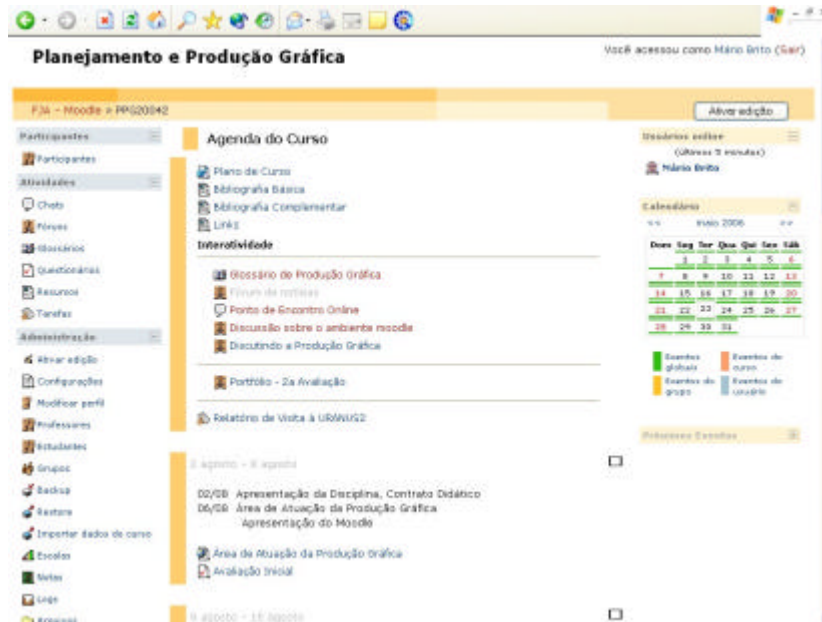 Planejamento e Produção Gráfica
Você acessou como Mário Brito (Sair)
FJA - Moodle » PPG20042
Ativar edição
Participantes
Participantes
Atividades
Chats
Fóruns
Glossários
Questionários
Recursos
Tarefas
Administração
Ativar edição
Configurações
Modificar perfil
Professores
Estudantes
Grupos
Backup
Restore
Importar dados de curso
Escalas
Notas
Logs
Agenda do Curso
Plano de Curso
Bibliografia Básica
Bibliografia Complementar
Links
Interatividade
Glossário de Produção Gráfica
Fórum de notícias
Ponto de Encontro Online
Discussão sobre o ambiente moodle
Discutindo a Produção Gráfica
Portfólio - 2a Avaliação
Relatório de Visita à URANUS2
2 agosto - 8 agosto
02/08 Apresentação da Disciplina, Contrato Didático
06/08 Área de Atuação da Produção Gráfica
Apresentação do Moodle
Área de Atuação da Produção Gráfica
Avaliação Inicial
9 agosto - 15 agosto
Usuários online
(últimos 5 minutos)
Mário Brito
Calendário
<< maio 2006 >>
Dom Seg Ter Qua Qui Sex Sáb
1 2 3 4 5 6
7 8 9 10 11 12 13
14 15 16 17 18 19 20
21 22 23 24 25 26 27
28 29 30 31
Eventos globais
Eventos do curso
Eventos do grupo
Eventos do usuário
Próximos Eventos